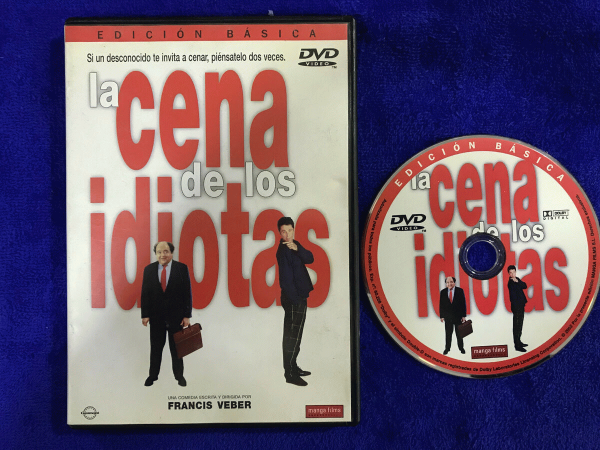 EDICIÓN BÁSICA
Si un desconocido te invita a cenar, piénsatelo dos veces.
DVD
VIDEO
TM
la
cena
de los
idiotas
UNA COMEDIA ESCRITA Y DIRIGIDA POR
FRANCIS VEBER
manga films
EDICIÓN BÁSICA
la
cena
de los
idiotas
DVD
VIDEO
DOLBY
DIGITAL
manga films